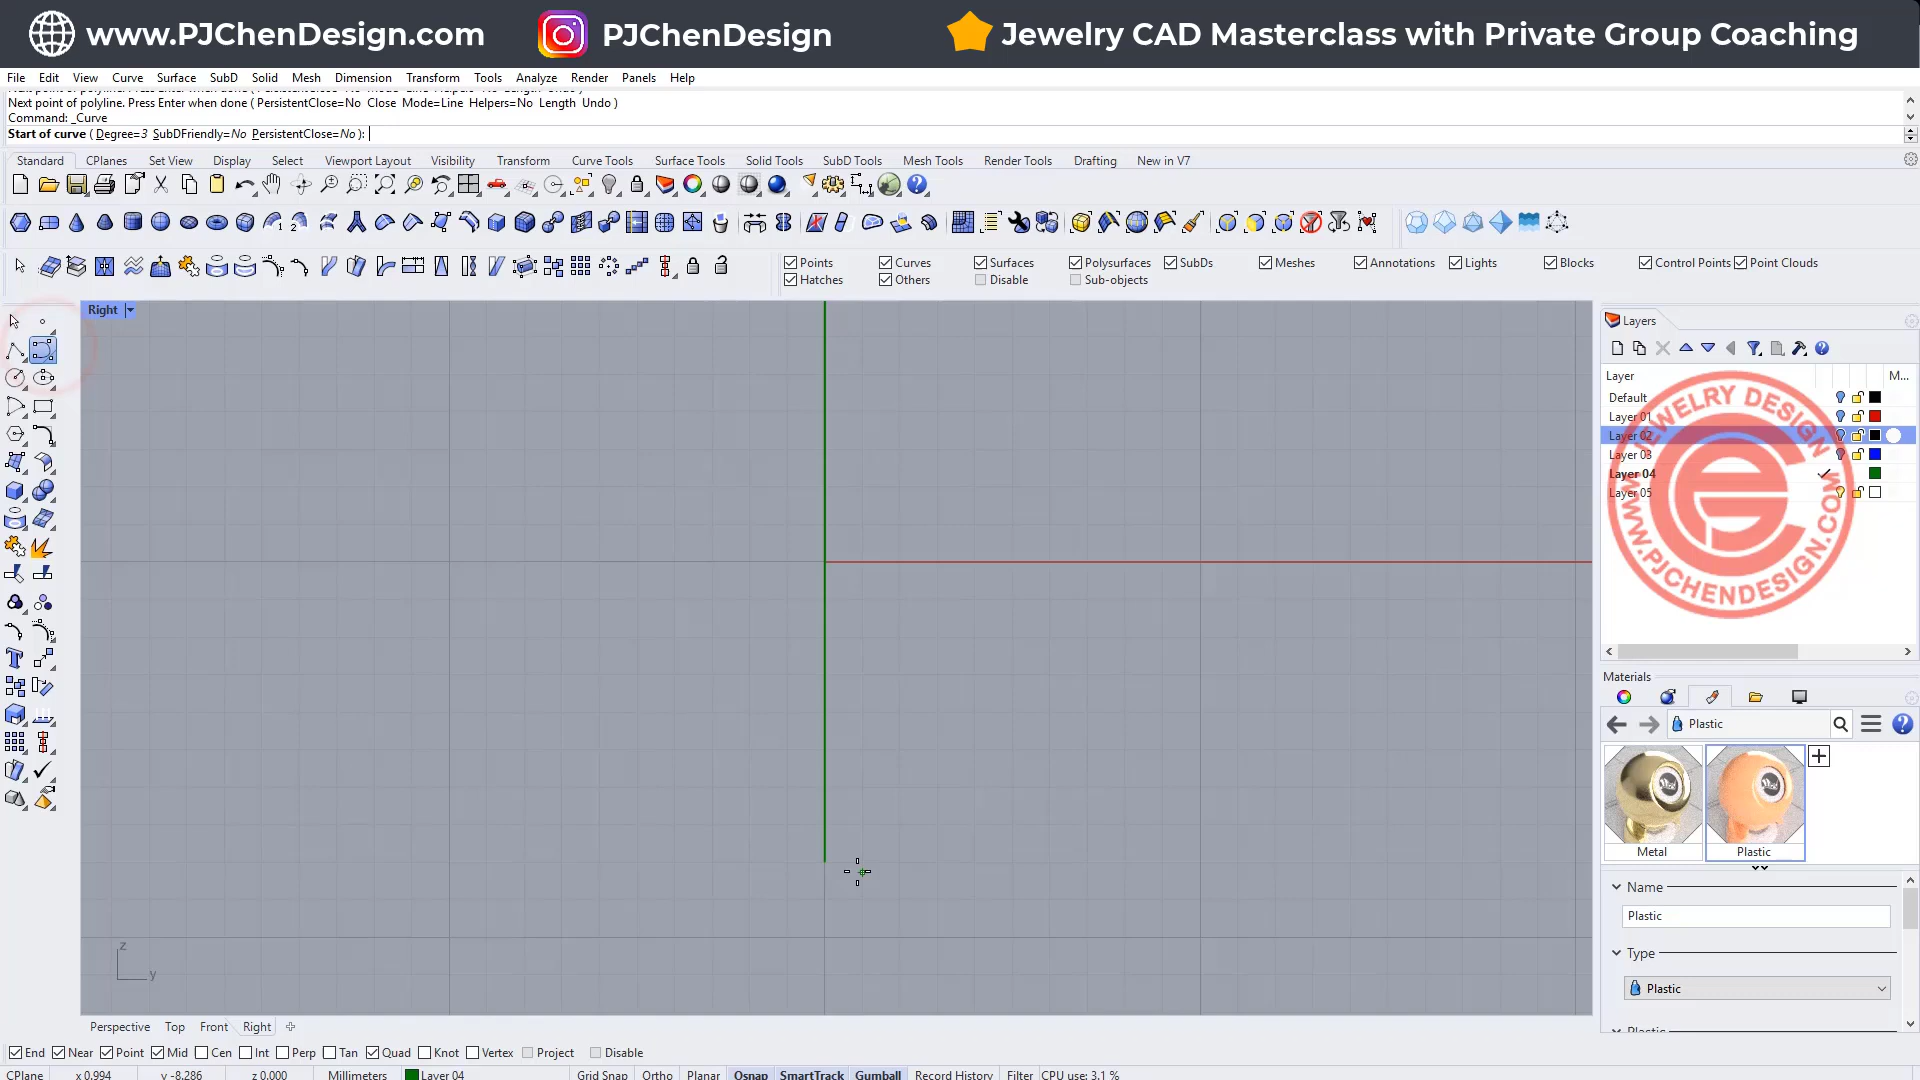 www.PJChenDesign.com PJChenDesign Jewelry CAD Masterclass with Private Group Coaching
File Edit View Curve Surface SubD Solid Mesh Dimension Transform Tools Analyze Render Panels Help
Next point of polyline. Press Enter when done ( PersistentClose=No Close Mode=Line Helpers=No Length Undo )
Command: _Curve
Start of curve ( Degree=3 SubDFriendly=No PersistentClose=No ):
Standard CPlanes Set View Display Select Viewport Layout Visibility Transform Curve Tools Surface Tools Solid Tools SubD Tools Mesh Tools Render Tools Drafting New in V7
Points Curves Surfaces Polysurfaces SubDs Meshes Annotations Lights Blocks Control Points Point Clouds
Hatches Others Disable Sub-objects
Right
Layers
Layer M...
Default
Layer 01
Layer 02
Layer 03
Layer 04
Layer 05
JEWELRY DESIGN
WWW.PJCHENDESIGN.COM
Materials
Plastic
Metal Plastic
Name
Plastic
Type
Plastic
Plastic
z
y
Perspective Top Front Right
End Near Point Mid Cen Int Perp Tan Quad Knot Vertex Project Disable
CPlane x 0.994 y -8.286 z 0.000 Millimeters Layer 04 Grid Snap Ortho Planar Osnap SmartTrack Gumball Record History Filter CPU use: 3.1 %